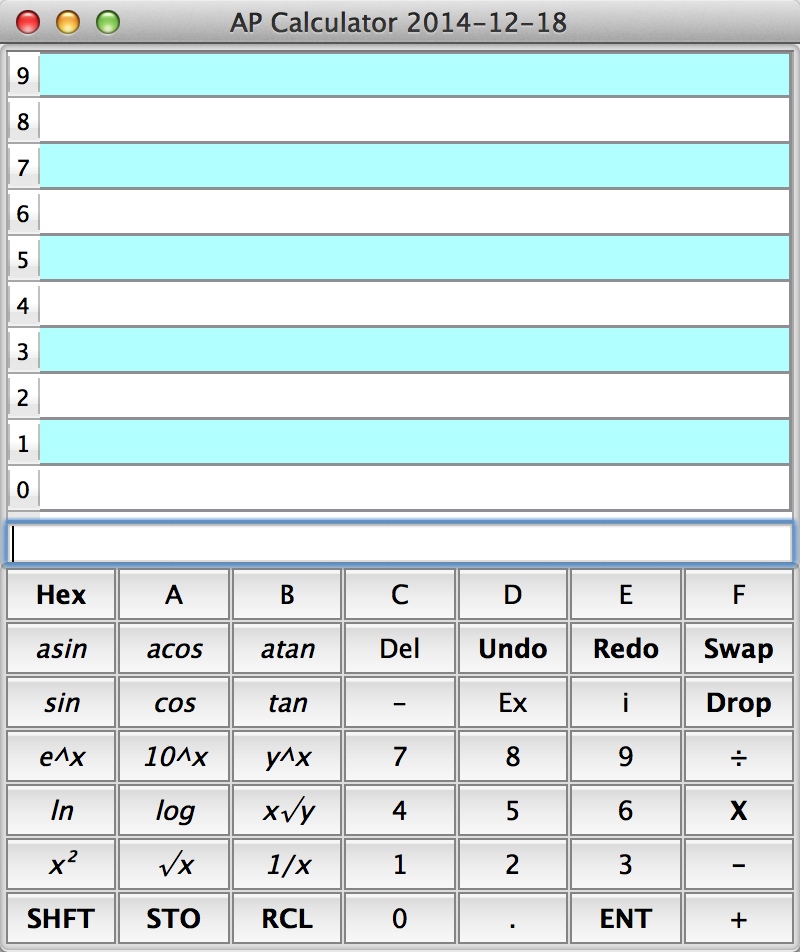 AP Calculator 2014-12-18
9
8
7
6
5
4
3
2
1
0
Hex A B C D E F
asin acos atan Del Undo Redo Swap
sin cos tan − Ex i Drop
e^x 10^x y^x 7 8 9 ÷
ln log x√y 4 5 6 X
x² √x 1/x 1 2 3 −
SHFT STO RCL 0 . ENT +